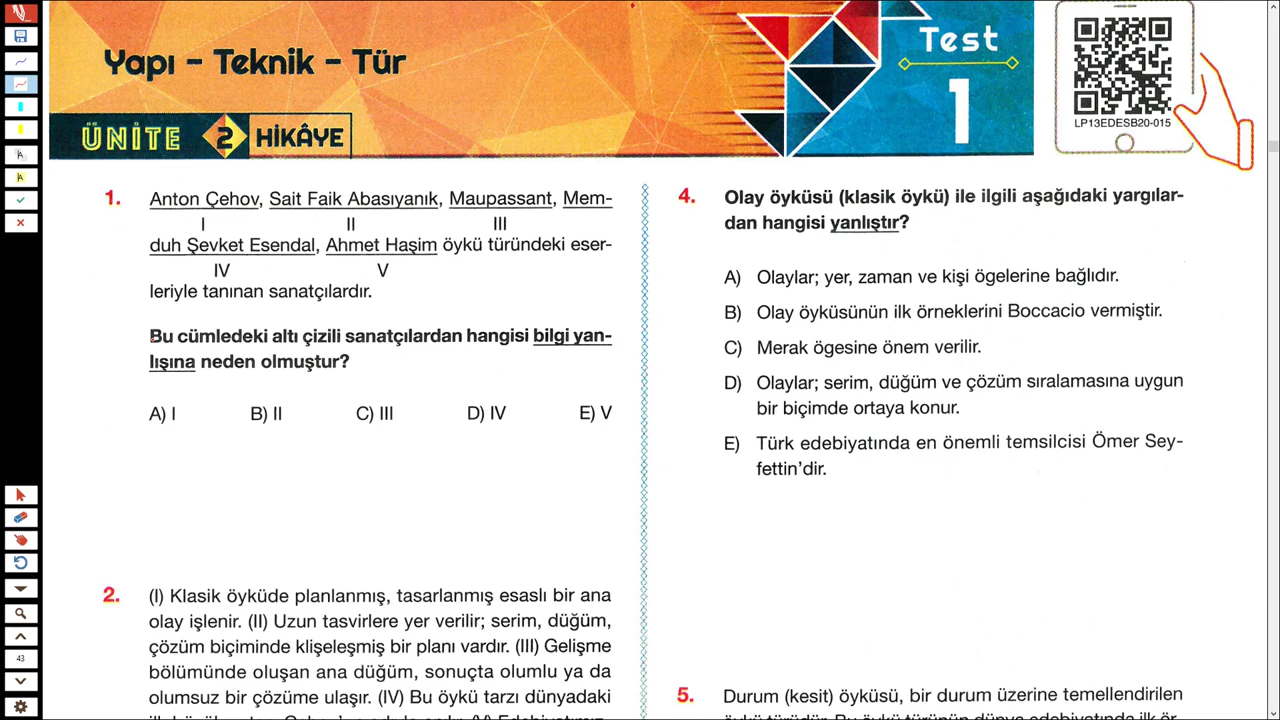 Yapı – Teknik – Tür
Test
1
ÜNİTE 2 HİKÂYE
LP13EDESB20-015
1. Anton Çehov, Sait Faik Abasıyanık, Maupassant, Mem-
I II III
duh Şevket Esendal, Ahmet Haşim öykü türündeki eser-
IV V
leriyle tanınan sanatçılardır.
Bu cümledeki altı çizili sanatçılardan hangisi bilgi yan-
lışına neden olmuştur?
A) I B) II C) III D) IV E) V
2. (I) Klasik öyküde planlanmış, tasarlanmış esaslı bir ana
olay işlenir. (II) Uzun tasvirlere yer verilir; serim, düğüm,
çözüm biçiminde klişeleşmiş bir planı vardır. (III) Gelişme
bölümünde oluşan ana düğüm, sonuçta olumlu ya da
olumsuz bir çözüme ulaşır. (IV) Bu öykü tarzı dünyadaki
4. Olay öyküsü (klasik öykü) ile ilgili aşağıdaki yargılar-
dan hangisi yanlıştır?
A) Olaylar; yer, zaman ve kişi ögelerine bağlıdır.
B) Olay öyküsünün ilk örneklerini Boccacio vermiştir.
C) Merak ögesine önem verilir.
D) Olaylar; serim, düğüm ve çözüm sıralamasına uygun
bir biçimde ortaya konur.
E) Türk edebiyatında en önemli temsilcisi Ömer Sey-
fettin'dir.
5. Durum (kesit) öyküsü, bir durum üzerine temellendirilen
43